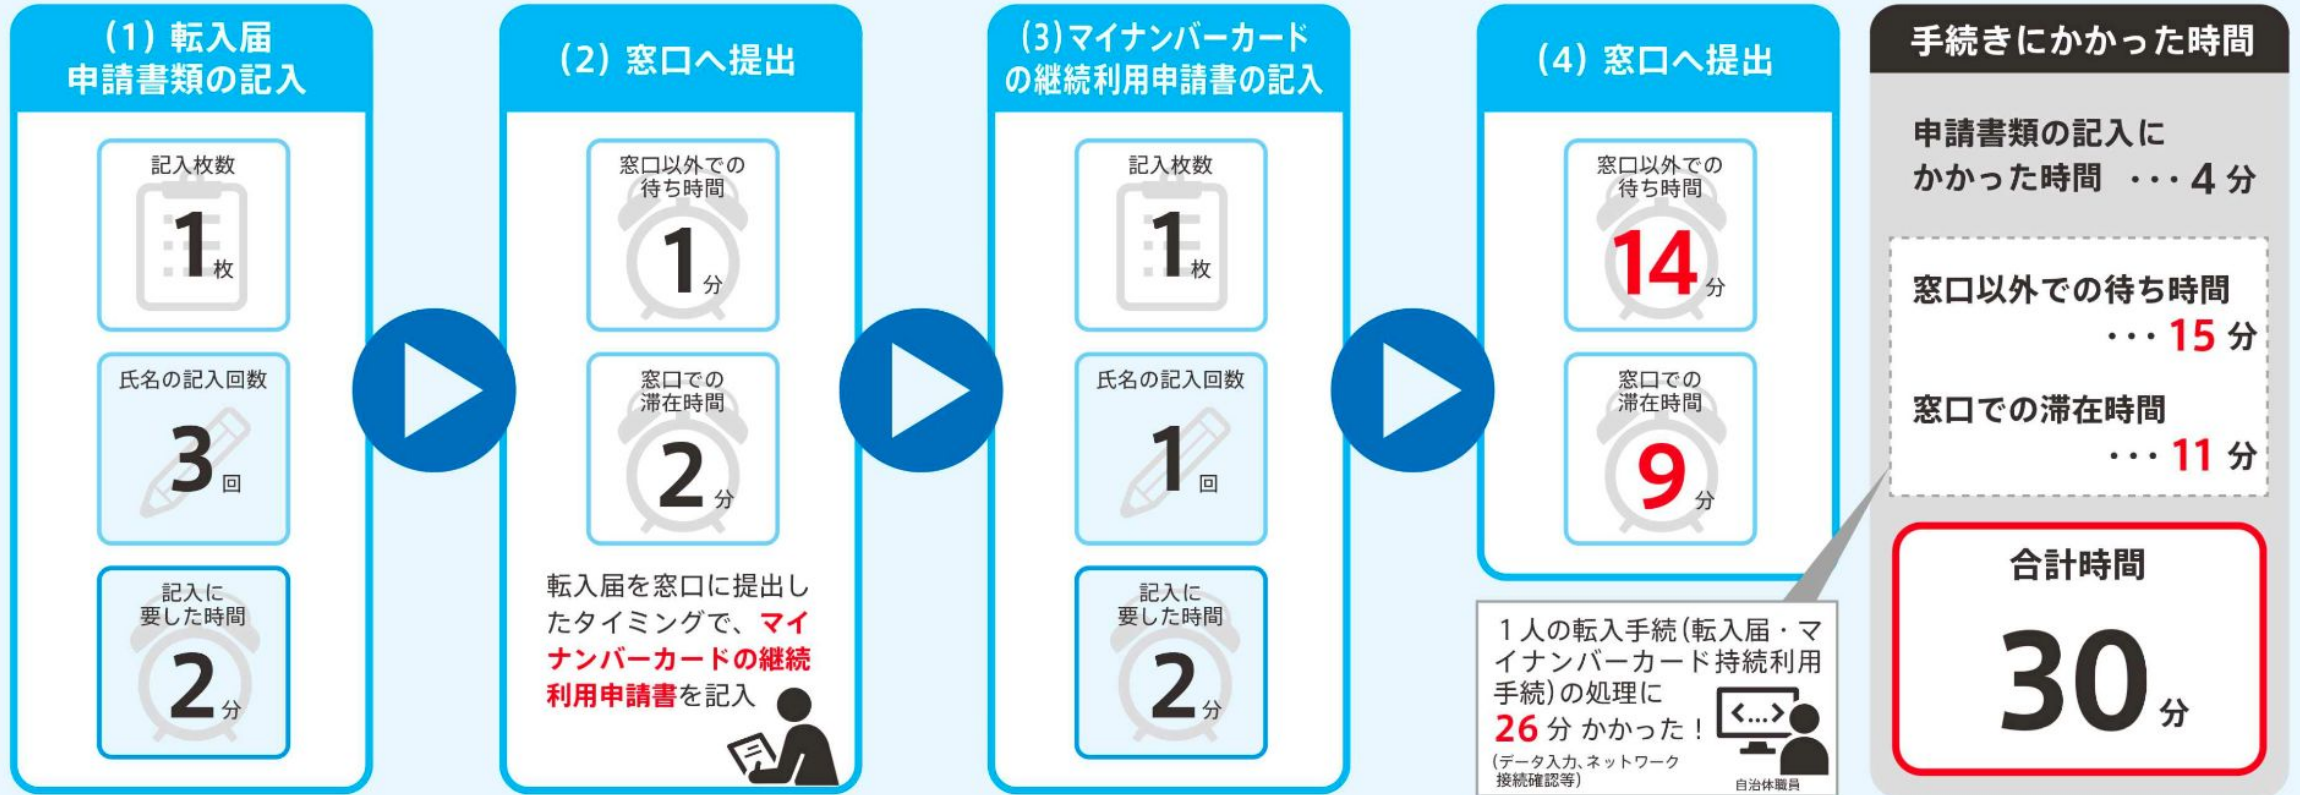 (1) 転入届
申請書類の記入
記入枚数
1枚
氏名の記入回数
3回
記入に
要した時間
2分
(2) 窓口へ提出
窓口以外での
待ち時間
1分
窓口での
滞在時間
2分
転入届を窓口に提出し
たタイミングで、マイ
ナンバーカードの継続
利用申請書を記入
(3)マイナンバーカード
の継続利用申請書の記入
記入枚数
1枚
氏名の記入回数
1回
記入に
要した時間
2分
(4) 窓口へ提出
窓口以外での
待ち時間
14分
窓口での
滞在時間
9分
1人の転入手続(転入届・マ
イナンバーカード持続利用
手続)の処理に
26分 かかった!
(データ入力、ネットワーク
接続確認等)
<...>
自治体職員
手続きにかかった時間
申請書類の記入に
かかった時間 ・・・4分
窓口以外での待ち時間
・・・15分
窓口での滞在時間
・・・11分
合計時間
30分